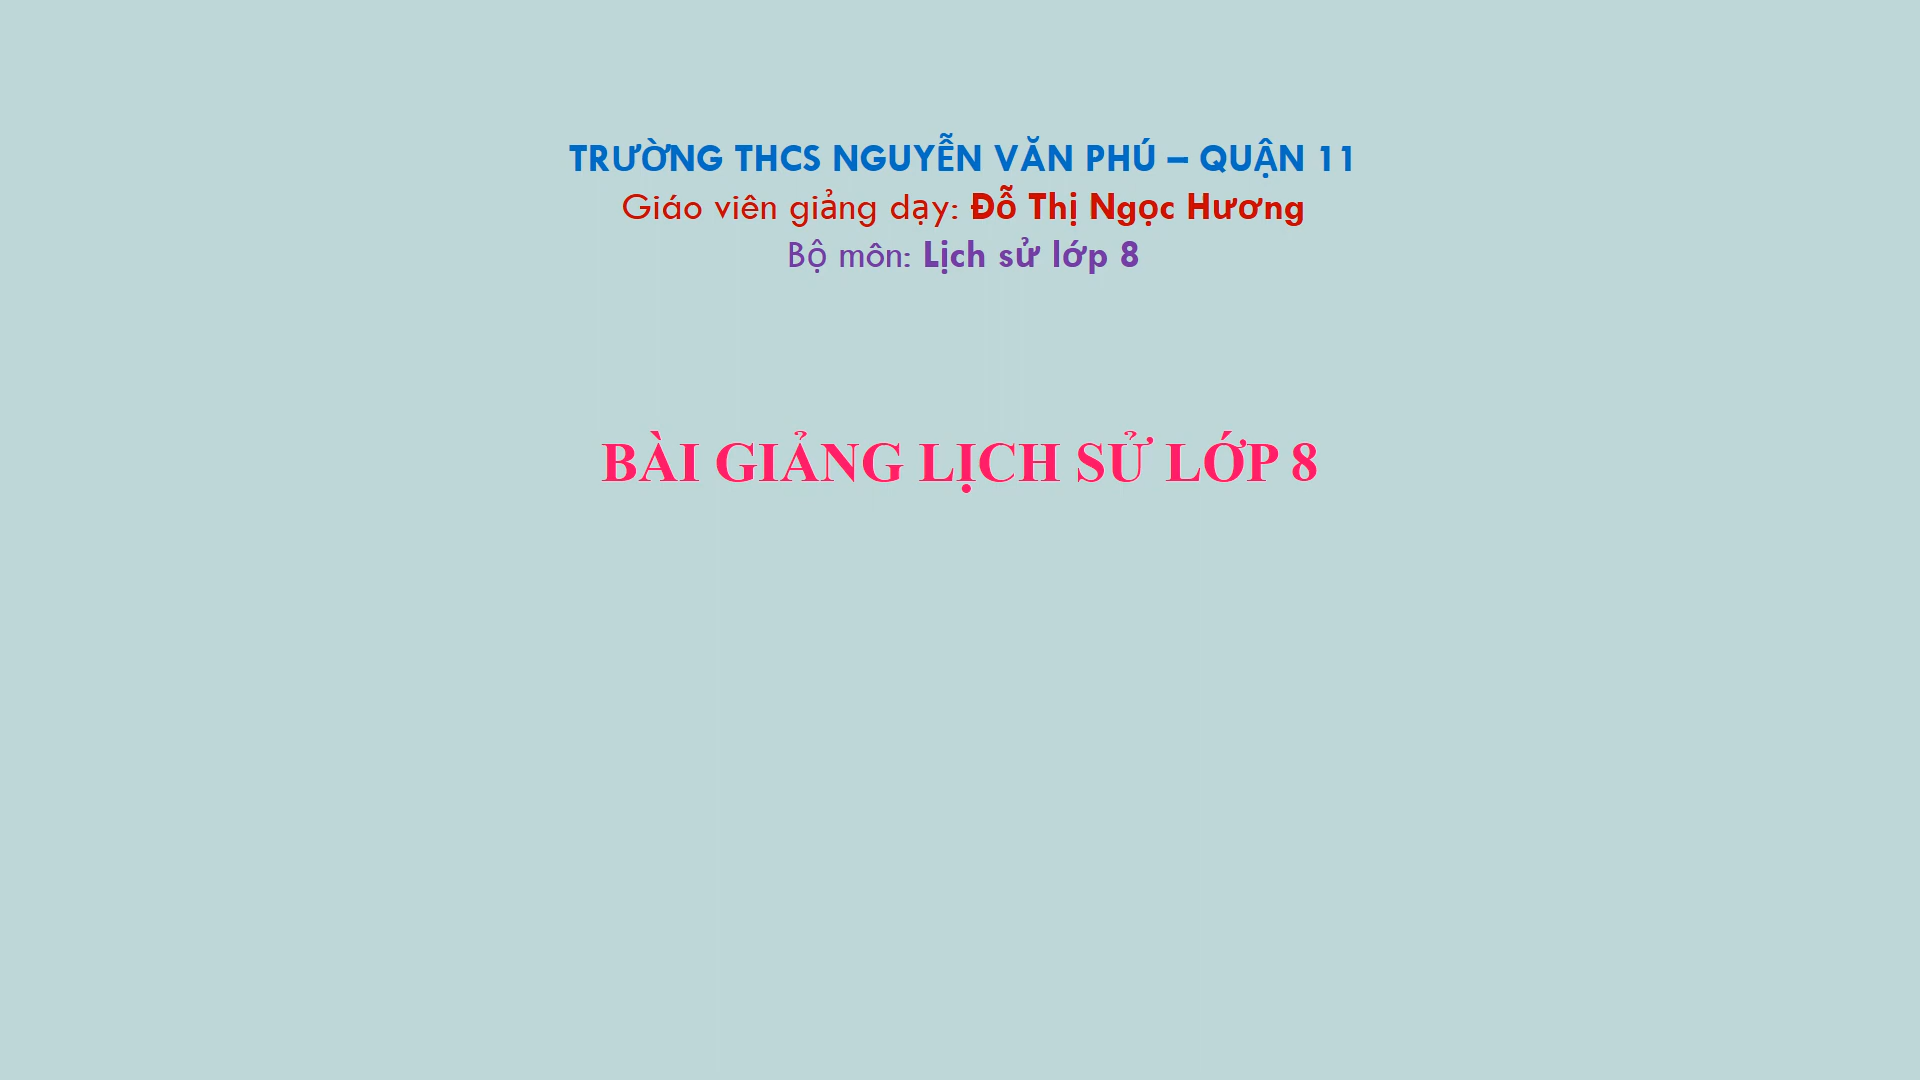 TRƯỜNG THCS NGUYỄN VĂN PHÚ – QUẬN 11
Giáo viên giảng dạy: Đỗ Thị Ngọc Hương
Bộ môn: Lịch sử lớp 8
BÀI GIẢNG LỊCH SỬ LỚP 8